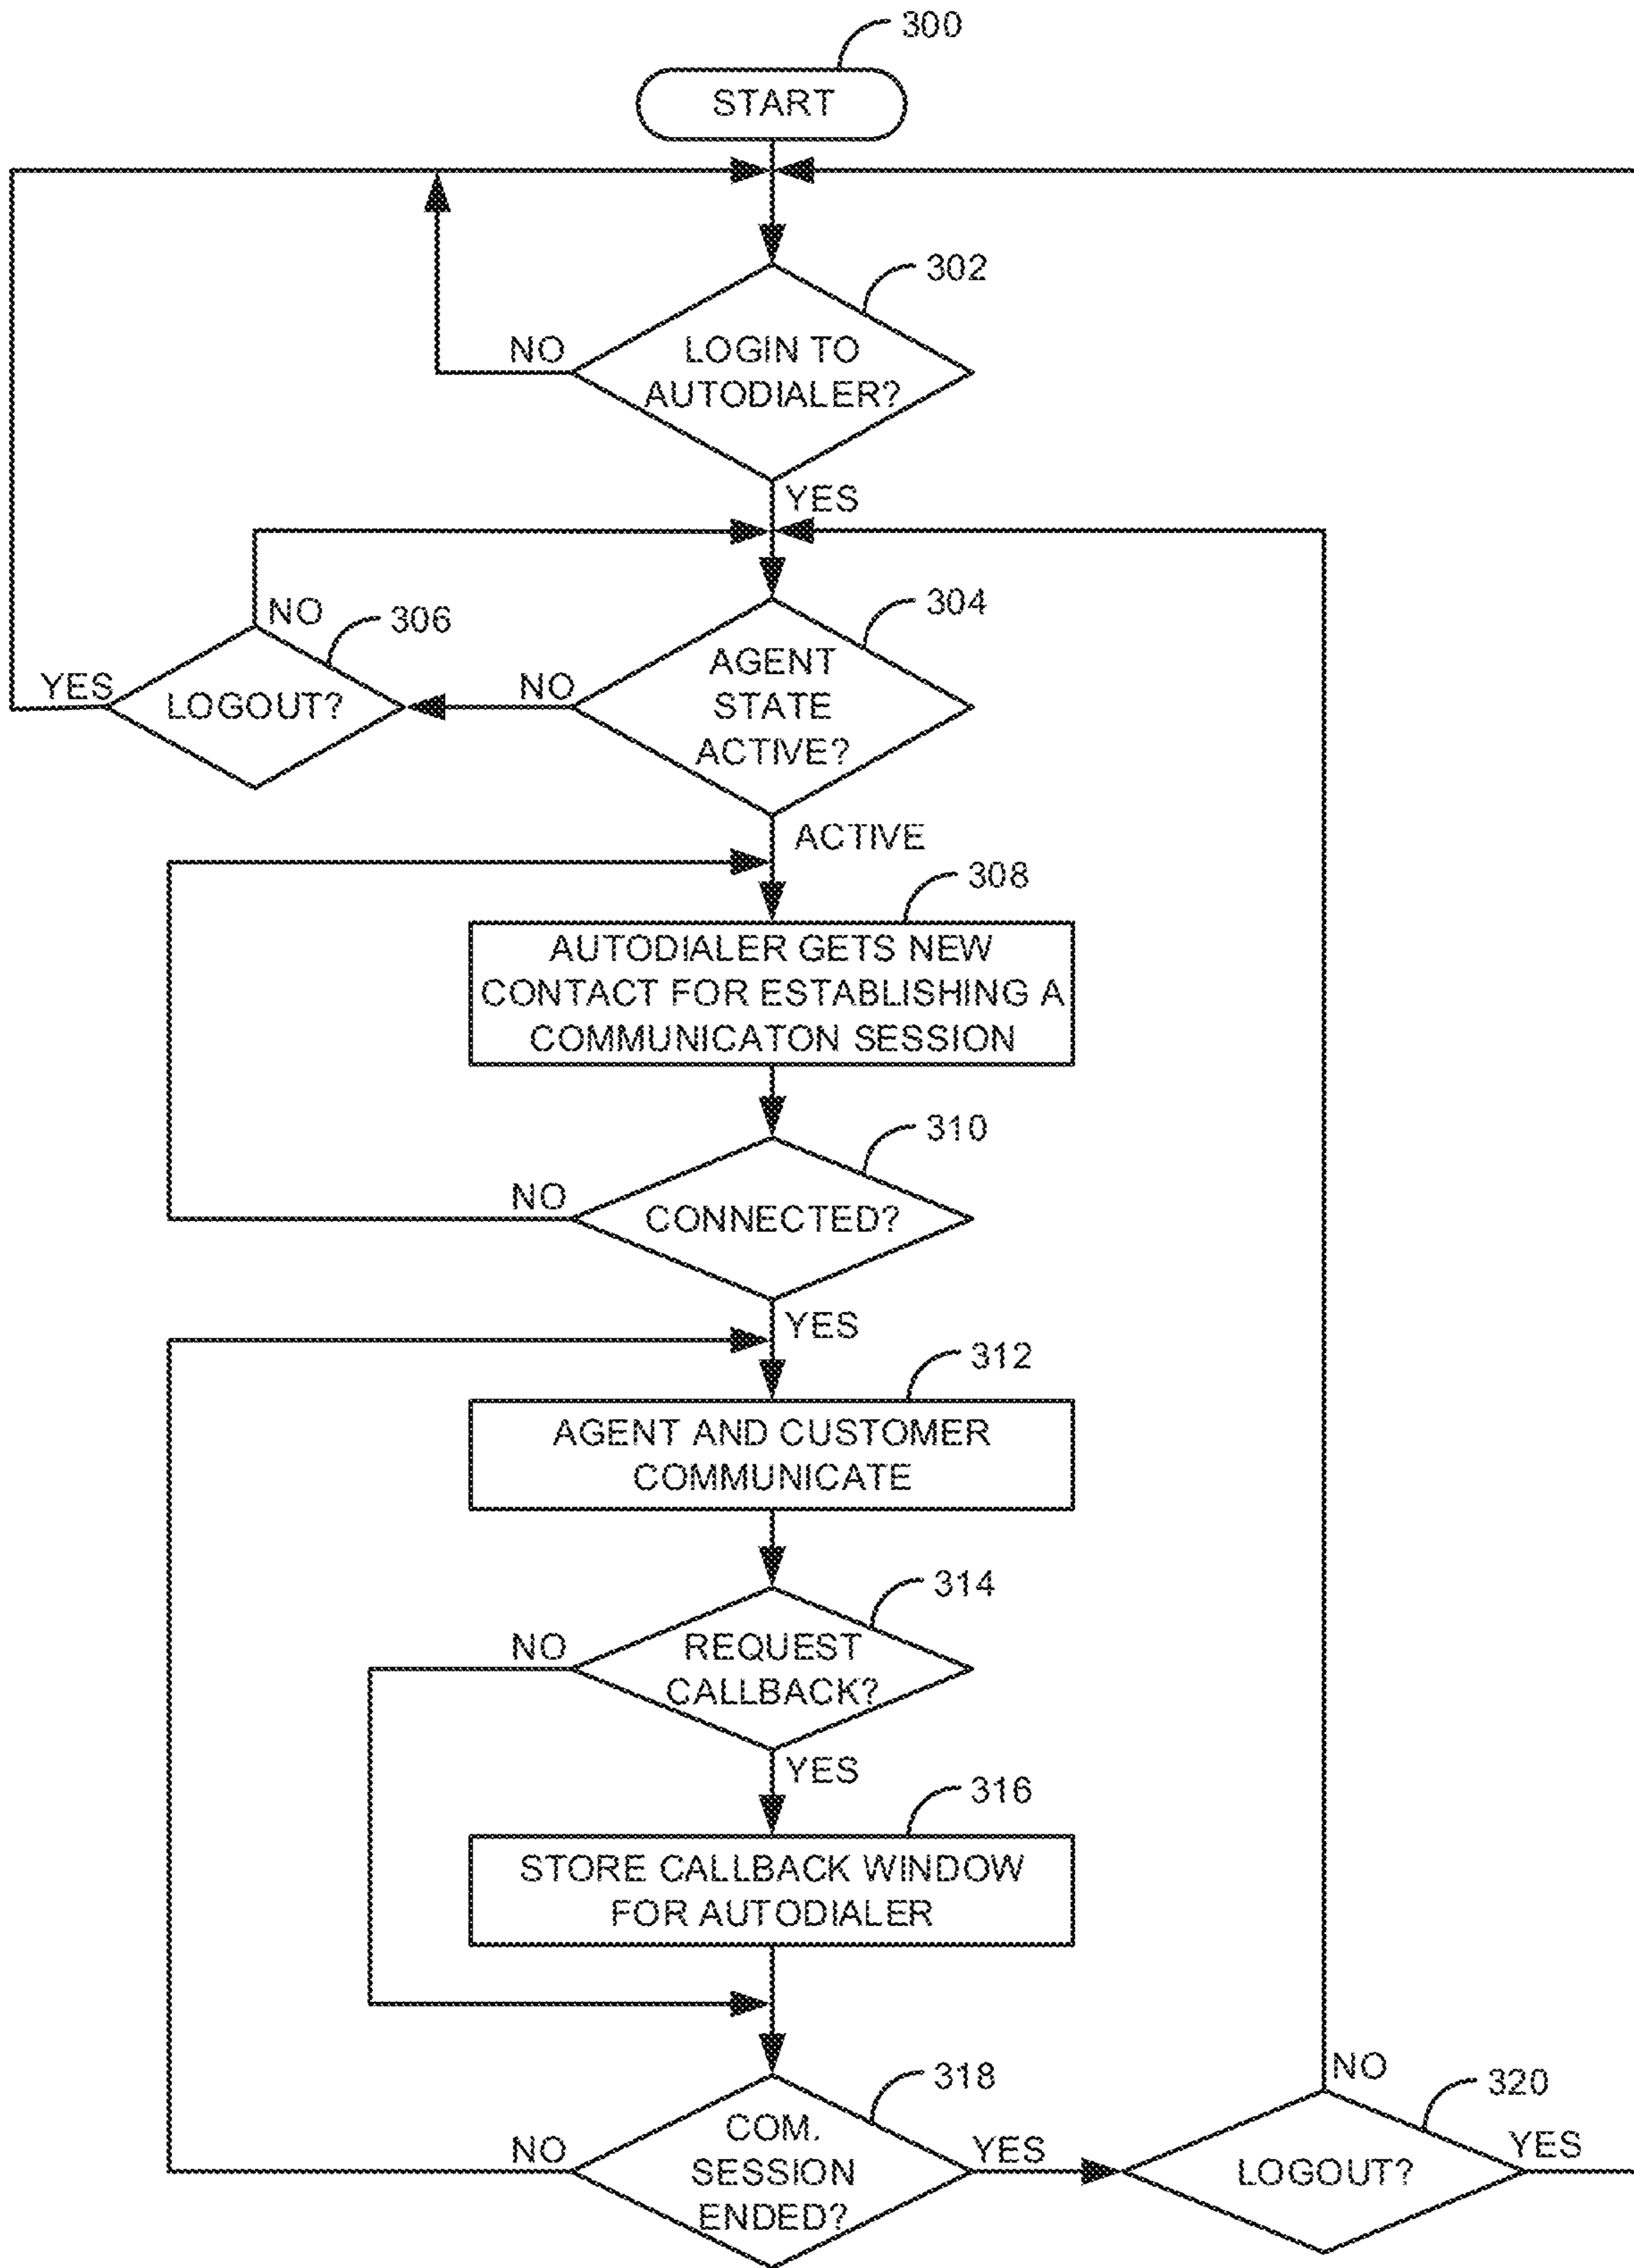 300
START
302
NO
LOGIN TO
AUTODIALER?
YES
304
NO
306
AGENT
STATE
ACTIVE?
YES
LOGOUT?
NO
ACTIVE
308
AUTODIALER GETS NEW
CONTACT FOR ESTABLISHING A
COMMUNICATON SESSION
310
NO
CONNECTED?
YES
312
AGENT AND CUSTOMER
COMMUNICATE
314
NO
REQUEST
CALLBACK?
YES
316
STORE CALLBACK WINDOW
FOR AUTODIALER
318
NO
COM.
SESSION
ENDED?
YES
NO
320
LOGOUT?
YES